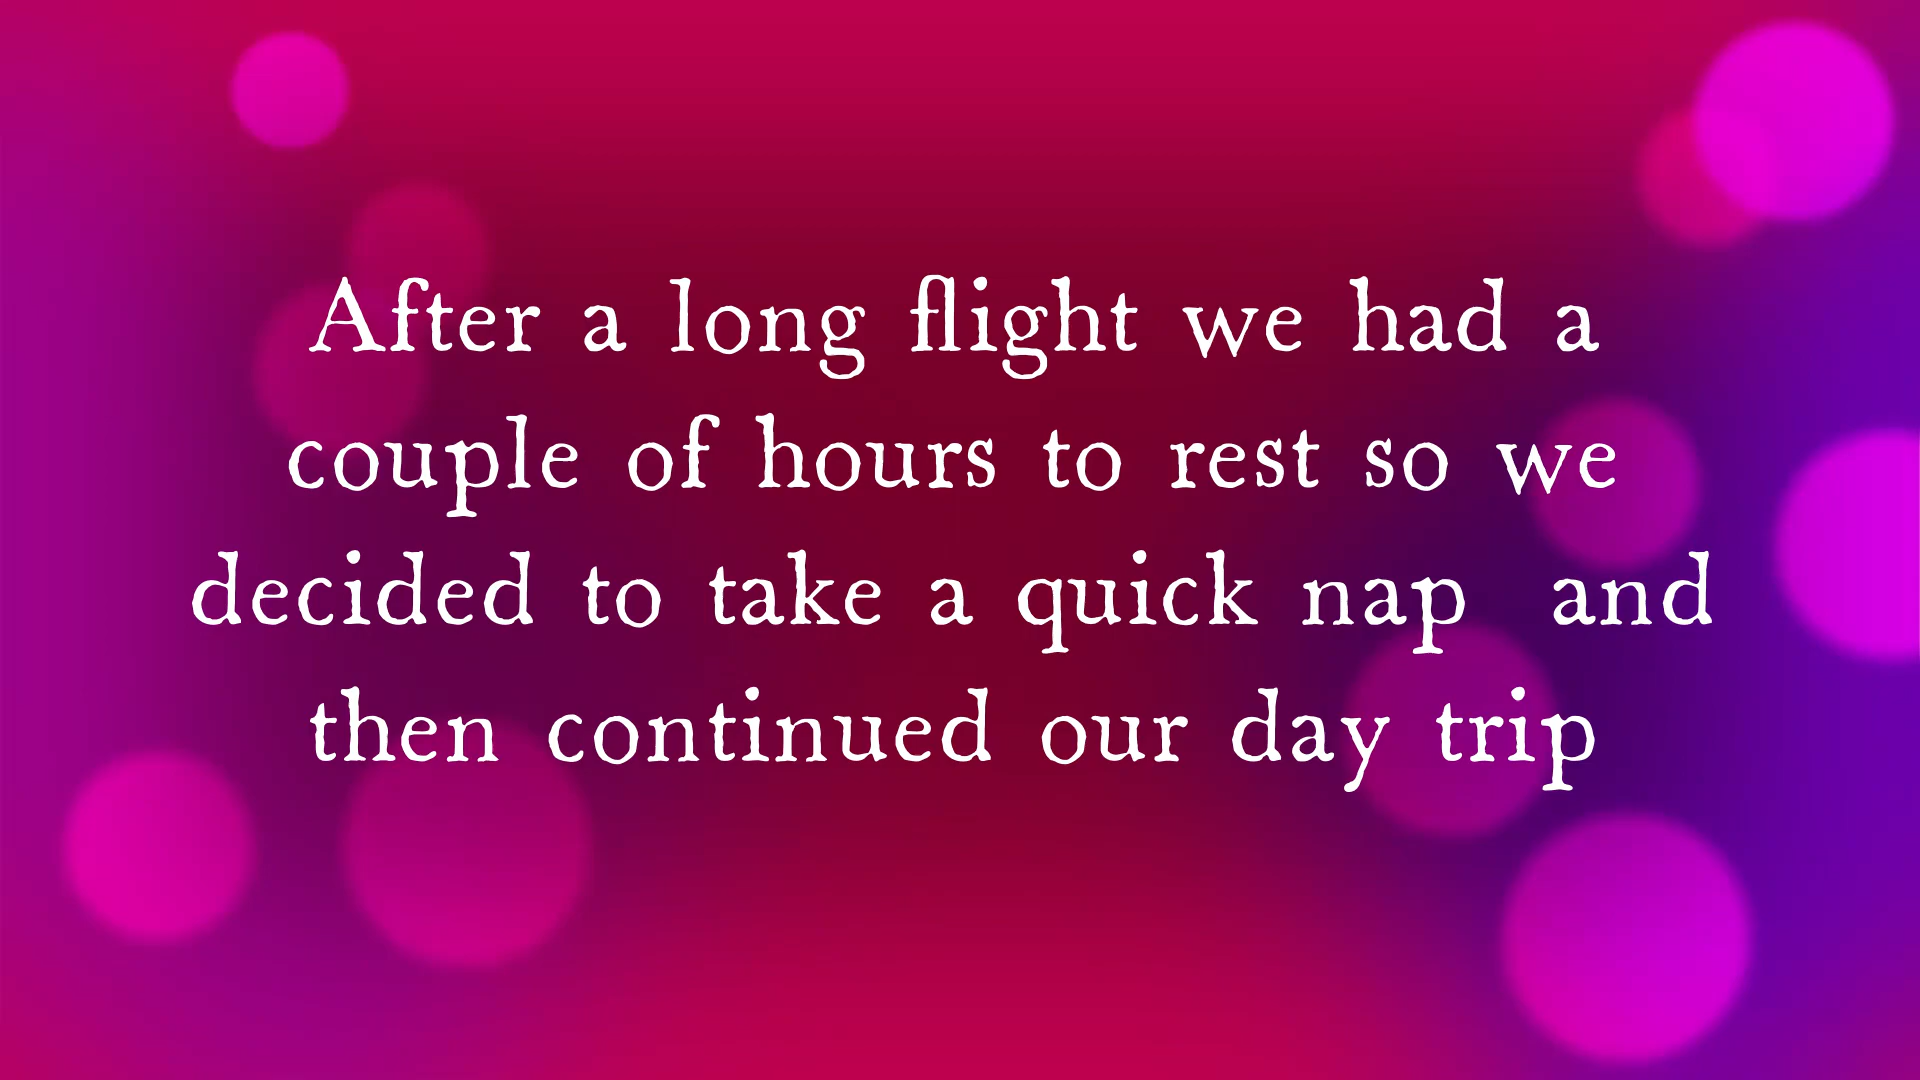 After a long flight we had a
couple of hours to rest so we
decided to take a quick nap  and
then continued our day trip